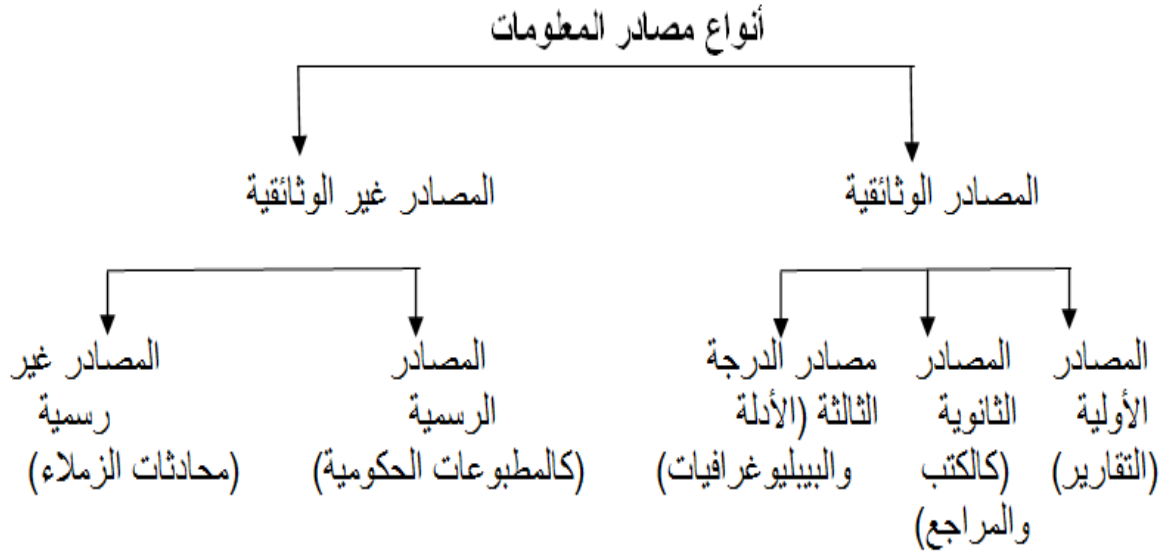 أنواع مصادر المعلومات
المصادر الوثائقية
المصادر غير الوثائقية
المصادر
الأولية
(التقارير)
المصادر
الثانوية
(كالكتب
والمراجع)
مصادر الدرجة
الثالثة (الأدلة
والببليوغرافيات)
المصادر
الرسمية
(كالمطبوعات الحكومية)
المصادر غير
رسمية
(محادثات الزملاء)